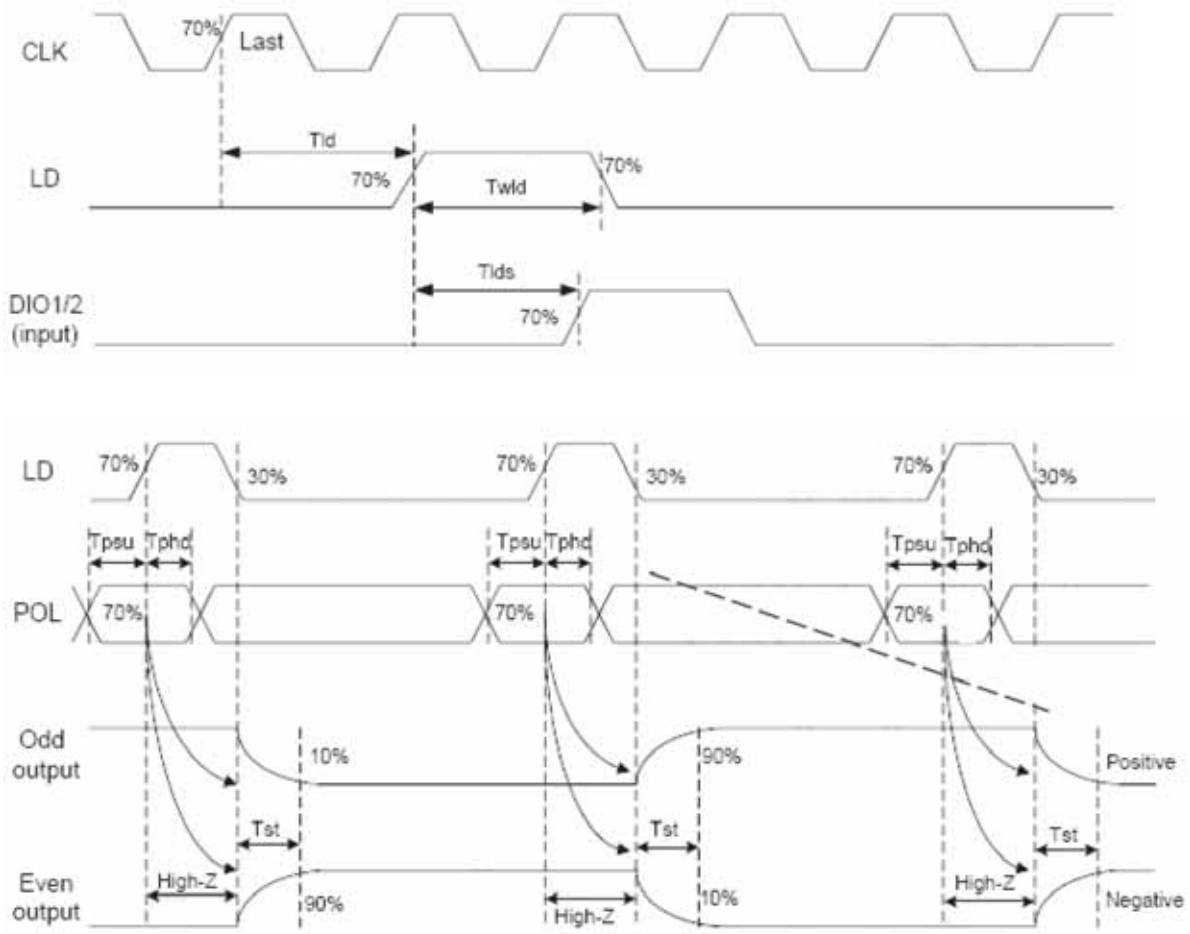 CLK
70%
Last
Tld
LD
70%
70%
Twld
Tlds
DIO1/2
(input)
70%
LD
70%
30%
70%
30%
70%
30%
Tpsu
Tphd
Tpsu
Tphd
Tpsu
Tphd
POL
70%
70%
70%
Odd
output
10%
90%
Positive
Tst
Tst
Tst
Even
output
High-Z
90%
High-Z
10%
High-Z
Negative